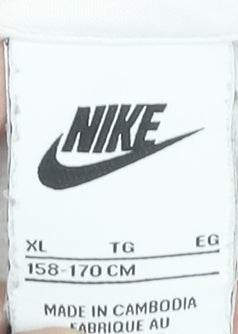 NIKE
XL TG EG
158-170 CM
MADE IN CAMBODIA
FABRIQUE AU